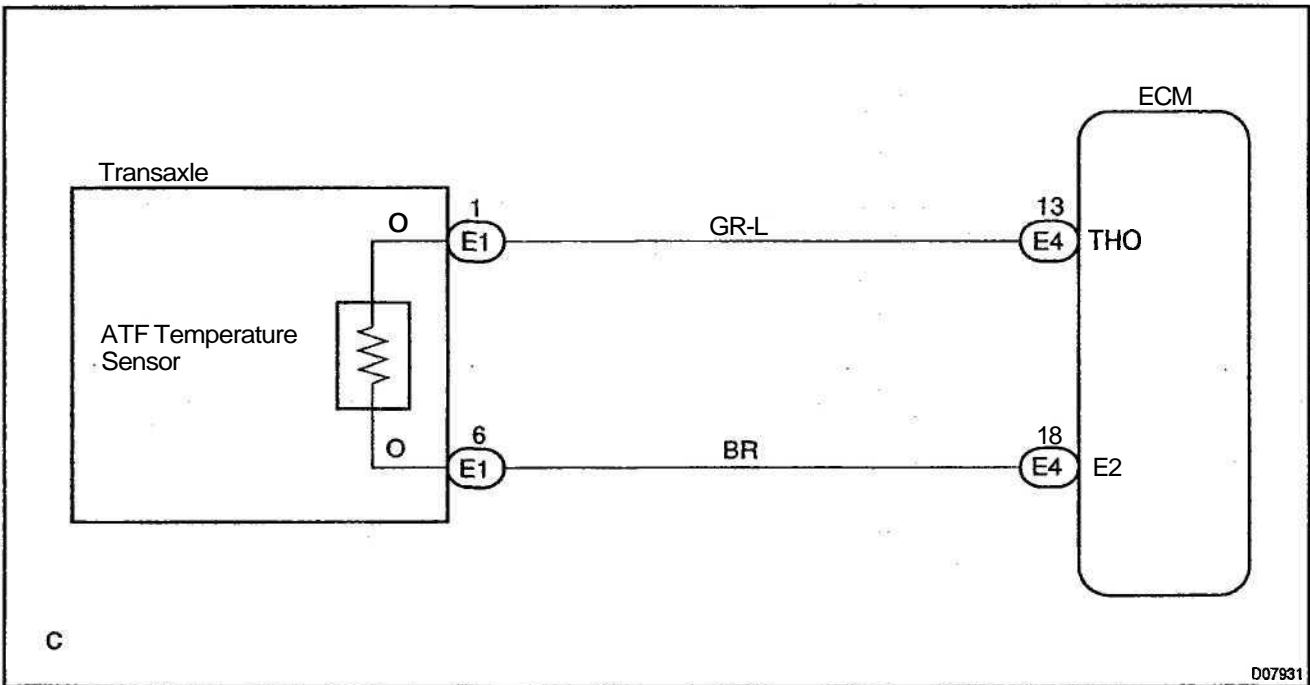 ECM
Transaxle
O
1
E1
GR-L
13
E4
THO
ATF Temperature
Sensor
O
6
E1
BR
18
E4
E2
C
D07931